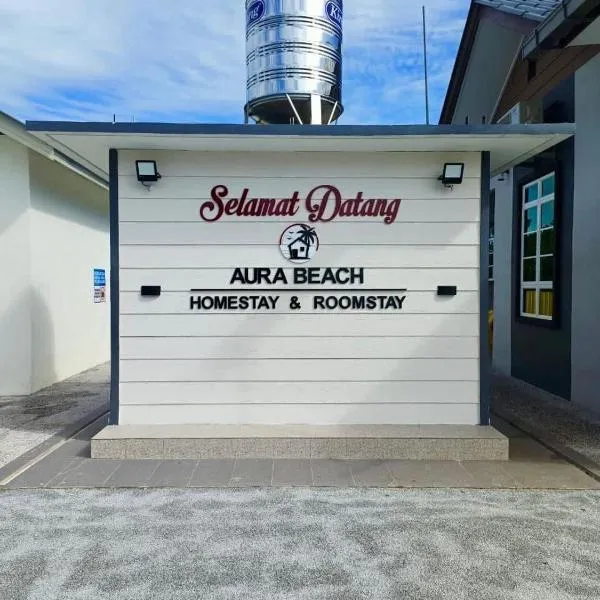 Selamat Datang
AURA BEACH
HOMESTAY & ROOMSTAY